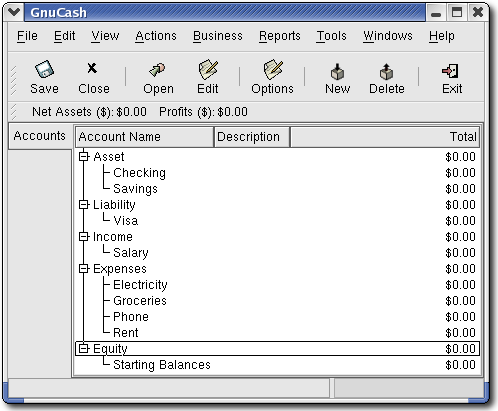 GnuCash
File Edit View Actions Business Reports Tools Windows Help
Save Close Open Edit Options New Delete Exit
Net Assets ($): $0.00 Profits ($): $0.00
Accounts
Account Name Description Total
Asset $0.00
Checking $0.00
Savings $0.00
Liability $0.00
Visa $0.00
Income $0.00
Salary $0.00
Expenses $0.00
Electricity $0.00
Groceries $0.00
Phone $0.00
Rent $0.00
Equity $0.00
Starting Balances $0.00